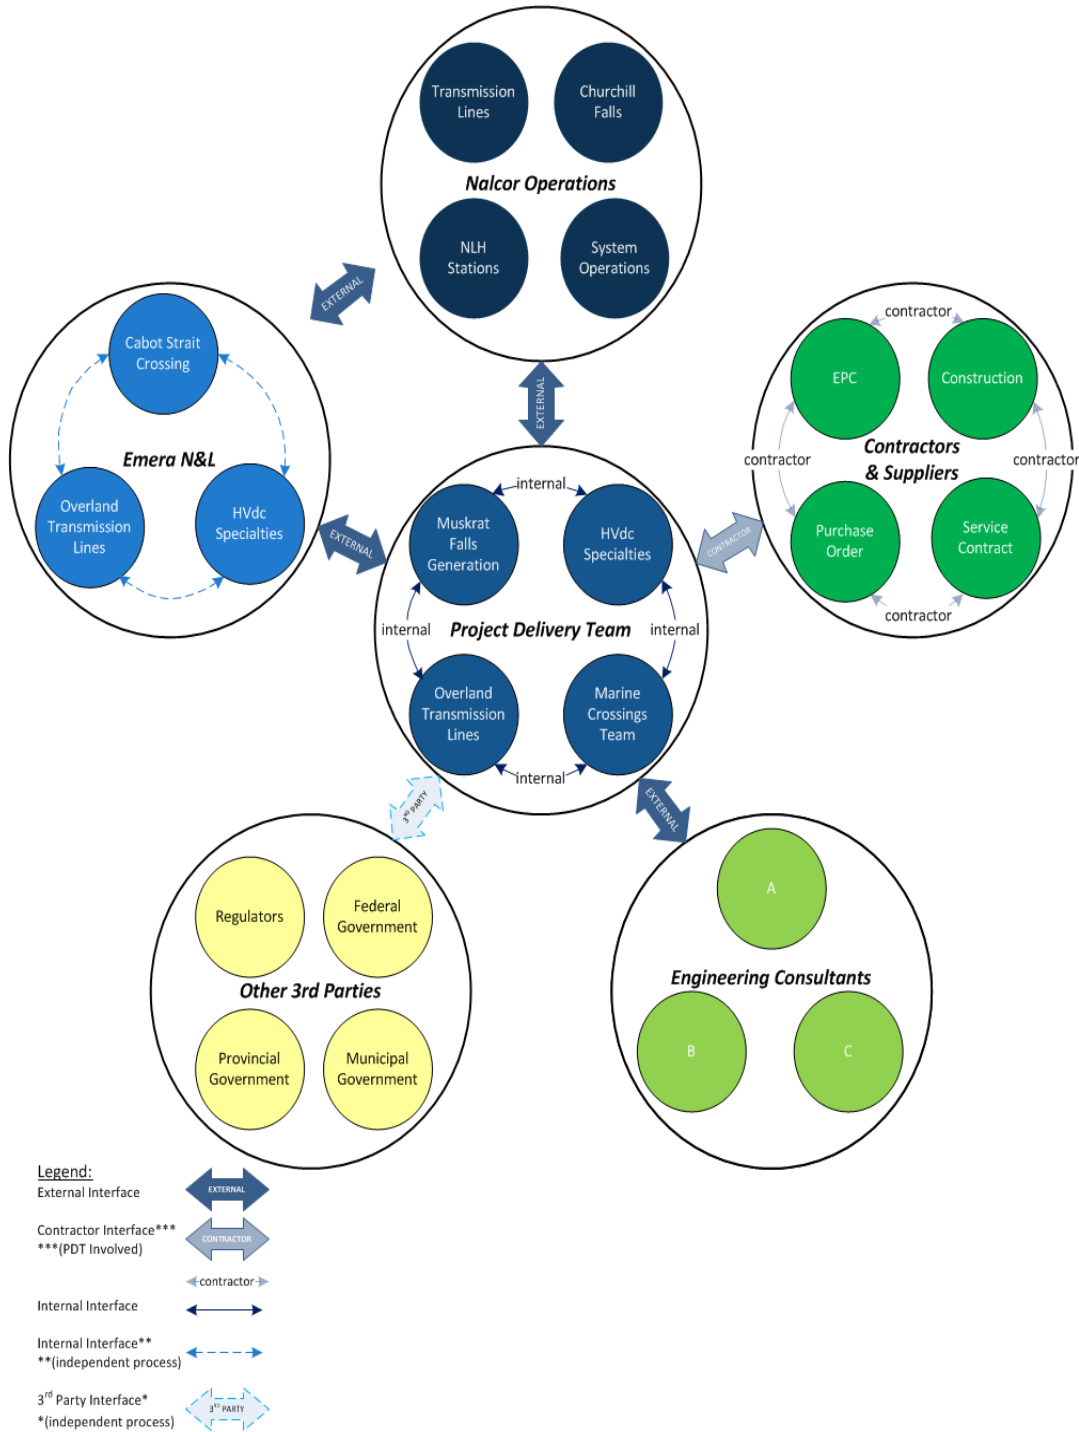 Transmission
Lines
Churchill
Falls
Nalcor Operations
NLH
Stations
System
Operations
EXTERNAL
EXTERNAL
Cabot Strait
Crossing
Emera N&L
Overland
Transmission
Lines
HVdc
Specialties
EXTERNAL
contractor
EPC
Construction
contractor
Contractors
& Suppliers
contractor
Purchase
Order
Service
Contract
contractor
CONTRACTOR
internal
Muskrat
Falls
Generation
HVdc
Specialties
internal
Project Delivery Team
internal
Overland
Transmission
Lines
Marine
Crossings
Team
internal
3RD PARTY
EXTERNAL
Regulators
Federal
Government
Other 3rd Parties
Provincial
Government
Municipal
Government
A
Engineering Consultants
B
C
Legend:
External Interface
EXTERNAL
Contractor Interface***
***(PDT Involved)
CONTRACTOR
contractor
Internal Interface
Internal Interface**
**(independent process)
3rd Party Interface*
*(independent process)
3RD PARTY